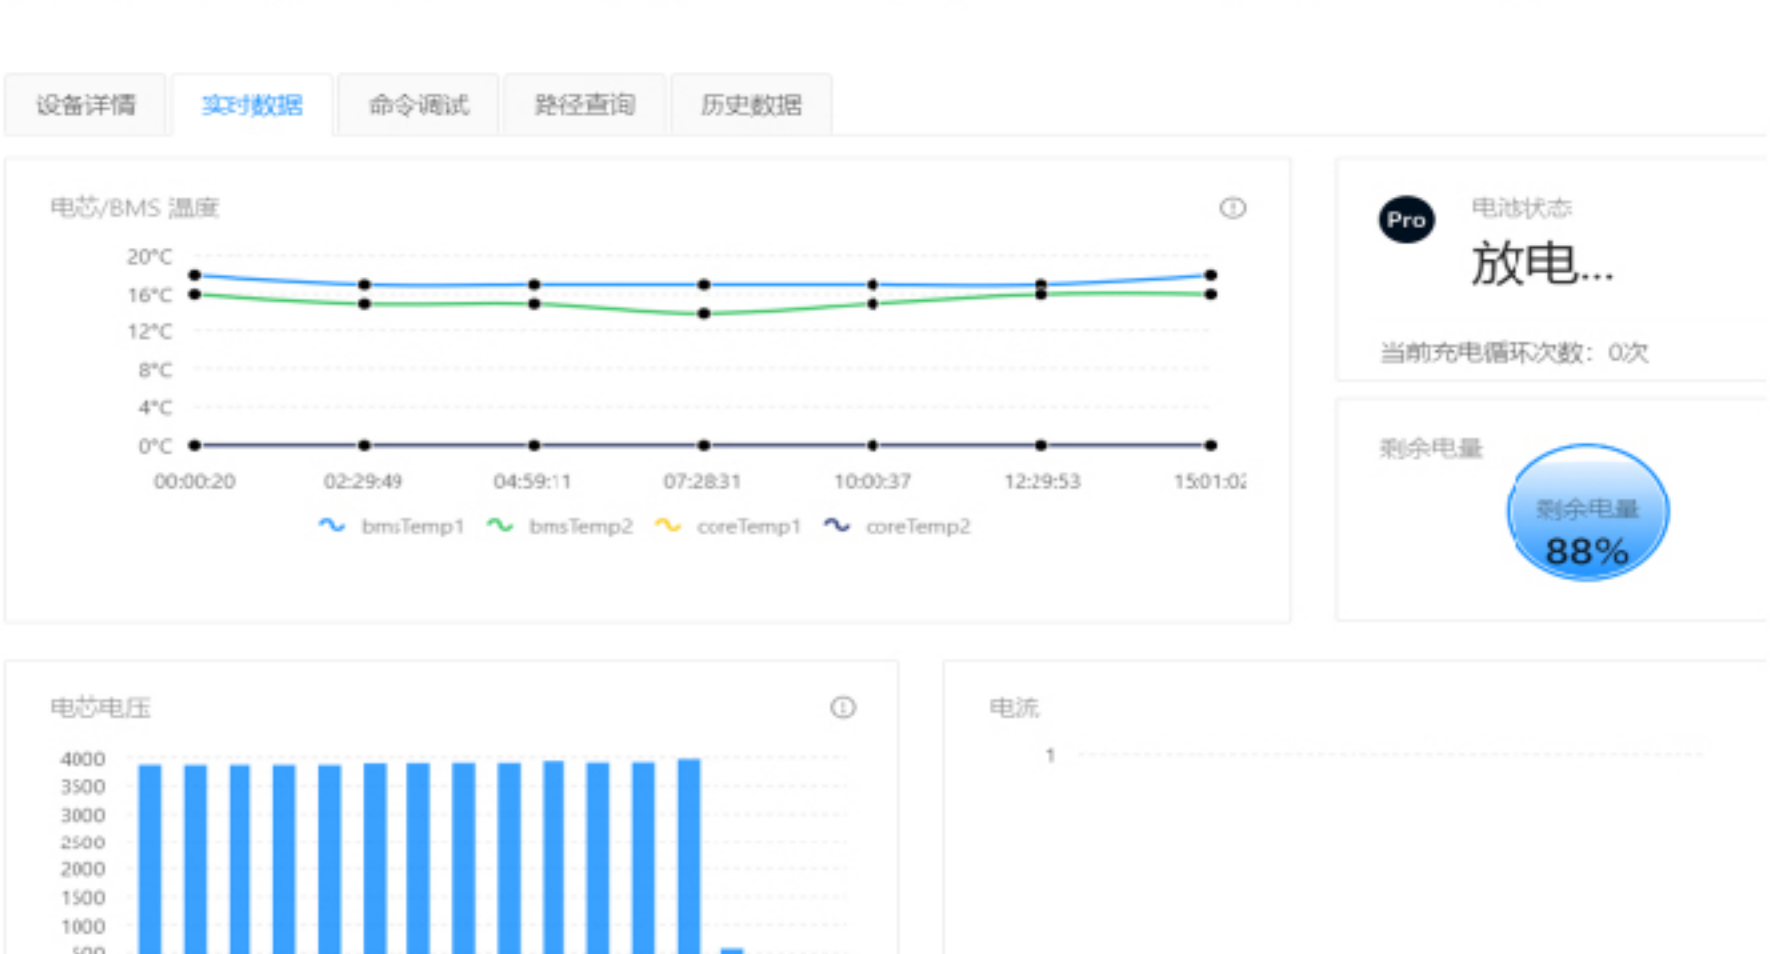 设备详情 实时数据 命令调试 路径查询 历史数据
电芯/BMS 温度
20°C
16°C
12°C
8°C
4°C
0°C
00:00:20 02:29:49 04:59:11 07:28:31 10:00:37 12:29:53 15:01:02
bmsTemp1 bmsTemp2 coreTemp1 coreTemp2
Pro
电池状态
放电...
当前充电循环次数：0次
剩余电量
剩余电量
88%
电芯电压
4000
3500
3000
2500
2000
1500
1000
500
电流
1